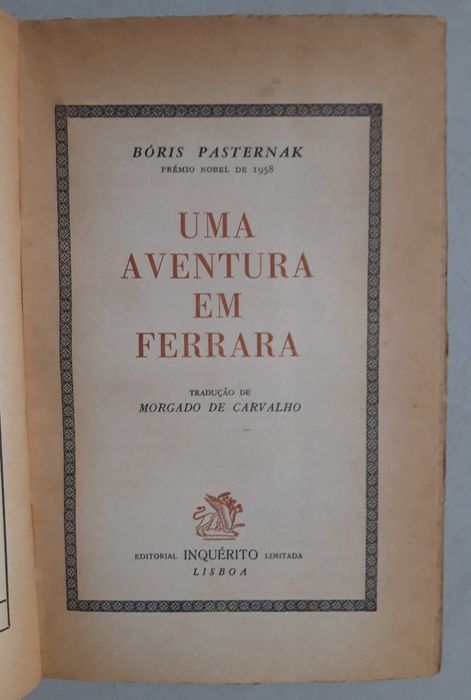 BÓRIS PASTERNAK
PRÉMIO NOBEL DE 1958
UMA
AVENTURA
EM
FERRARA
TRADUÇÃO DE
MORGADO DE CARVALHO
EDITORIAL INQUÉRITO LIMITADA
LISBOA